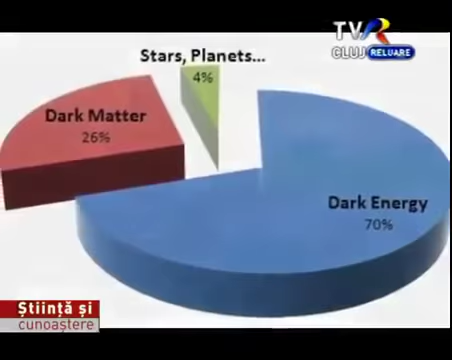 TVR
CLUJ RELUARE
Stars, Planets...
4%
Dark Matter
26%
Dark Energy
70%
Știință și
cunoaștere